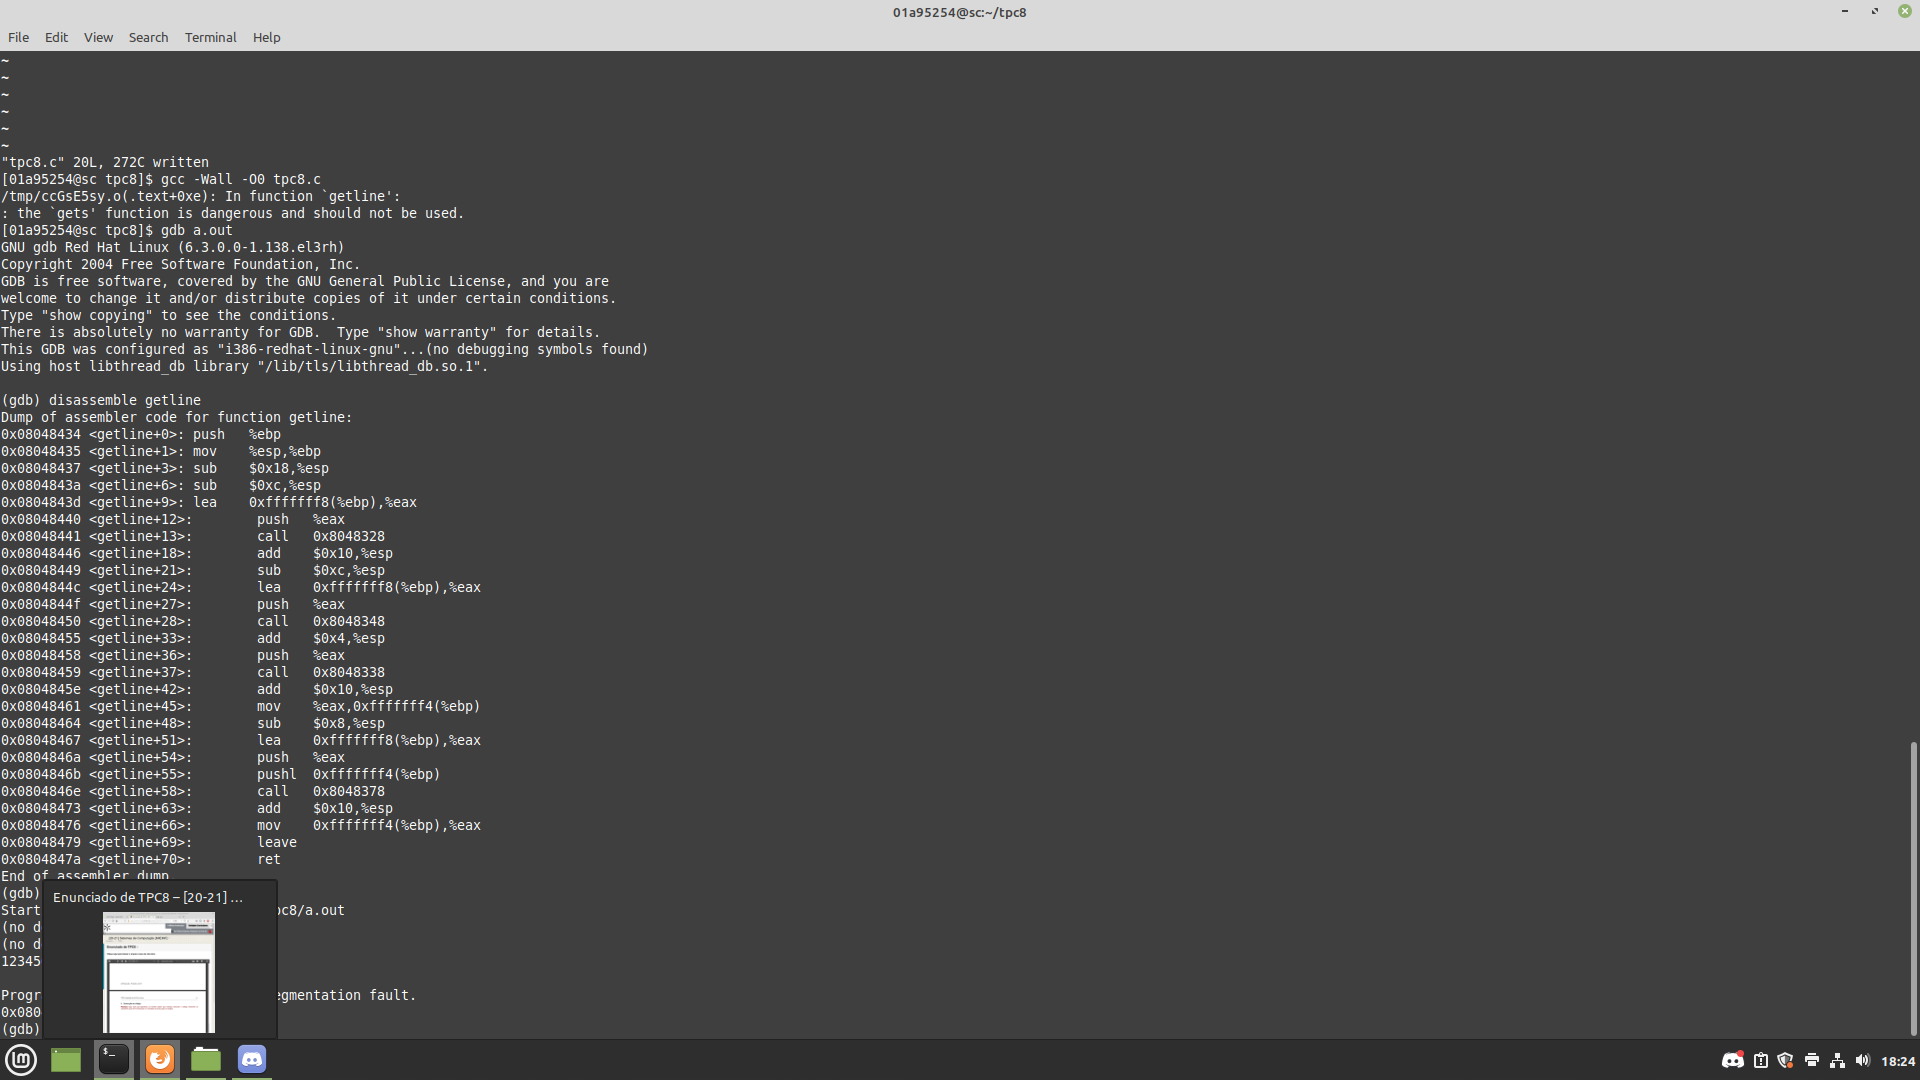 01a95254@sc:~/tpc8
File Edit View Search Terminal Help
~
~
~
~
~
~
"tpc8.c" 20L, 272C written
[01a95254@sc tpc8]$ gcc -Wall -O0 tpc8.c
/tmp/ccGsE5sy.o(.text+0xe): In function `getline':
: the `gets' function is dangerous and should not be used.
[01a95254@sc tpc8]$ gdb a.out
GNU gdb Red Hat Linux (6.3.0.0-1.138.el3rh)
Copyright 2004 Free Software Foundation, Inc.
GDB is free software, covered by the GNU General Public License, and you are
welcome to change it and/or distribute copies of it under certain conditions.
Type "show copying" to see the conditions.
There is absolutely no warranty for GDB.  Type "show warranty" for details.
This GDB was configured as "i386-redhat-linux-gnu"...(no debugging symbols found)
Using host libthread_db library "/lib/tls/libthread_db.so.1".
(gdb) disassemble getline
Dump of assembler code for function getline:
0x08048434 <getline+0>: push   %ebp
0x08048435 <getline+1>: mov    %esp,%ebp
0x08048437 <getline+3>: sub    $0x18,%esp
0x0804843a <getline+6>: sub    $0xc,%esp
0x0804843d <getline+9>: lea    0xfffffff8(%ebp),%eax
0x08048440 <getline+12>:        push   %eax
0x08048441 <getline+13>:        call   0x8048328
0x08048446 <getline+18>:        add    $0x10,%esp
0x08048449 <getline+21>:        sub    $0xc,%esp
0x0804844c <getline+24>:        lea    0xfffffff8(%ebp),%eax
0x0804844f <getline+27>:        push   %eax
0x08048450 <getline+28>:        call   0x8048348
0x08048455 <getline+33>:        add    $0x4,%esp
0x08048458 <getline+36>:        push   %eax
0x08048459 <getline+37>:        call   0x8048338
0x0804845e <getline+42>:        add    $0x10,%esp
0x08048461 <getline+45>:        mov    %eax,0xfffffff4(%ebp)
0x08048464 <getline+48>:        sub    $0x8,%esp
0x08048467 <getline+51>:        lea    0xfffffff8(%ebp),%eax
0x0804846a <getline+54>:        push   %eax
0x0804846b <getline+55>:        pushl  0xfffffff4(%ebp)
0x0804846e <getline+58>:        call   0x8048378
0x08048473 <getline+63>:        add    $0x10,%esp
0x08048476 <getline+66>:        mov    0xfffffff4(%ebp),%eax
0x08048479 <getline+69>:        leave
0x0804847a <getline+70>:        ret
End of assembler dump
(gdb)
Start pc8/a.out
(no d
(no d
12345
Progr egmentation fault.
0x080
(gdb)
Enunciado de TPC8 – [20-21] ...
18:24